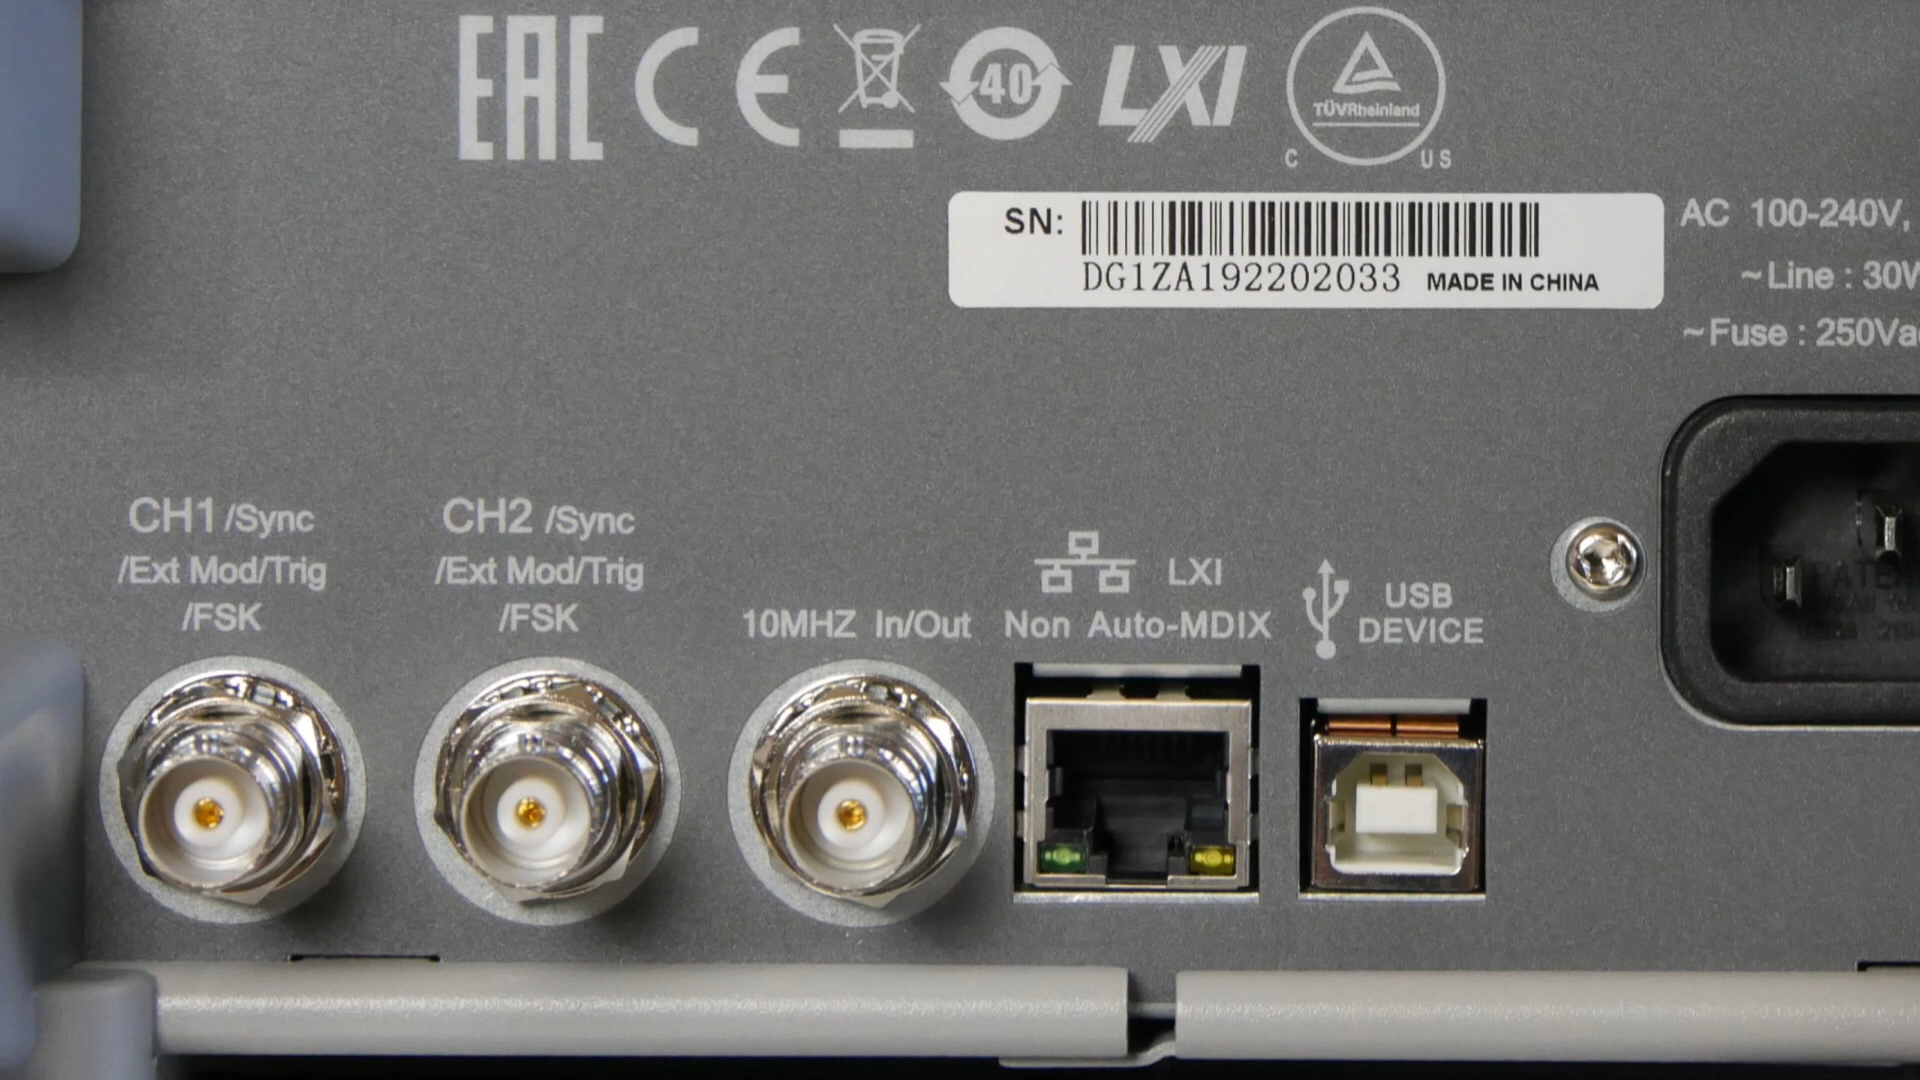 EAC CE 40 LXI
TÜVRheinland
C US
SN:
DG1ZA192202033 MADE IN CHINA
AC 100-240V,
~Line : 30W
~Fuse : 250Va
CH1/Sync
/Ext Mod/Trig
/FSK
CH2 /Sync
/Ext Mod/Trig
/FSK
10MHZ In/Out
LXI
Non Auto-MDIX
USB
DEVICE